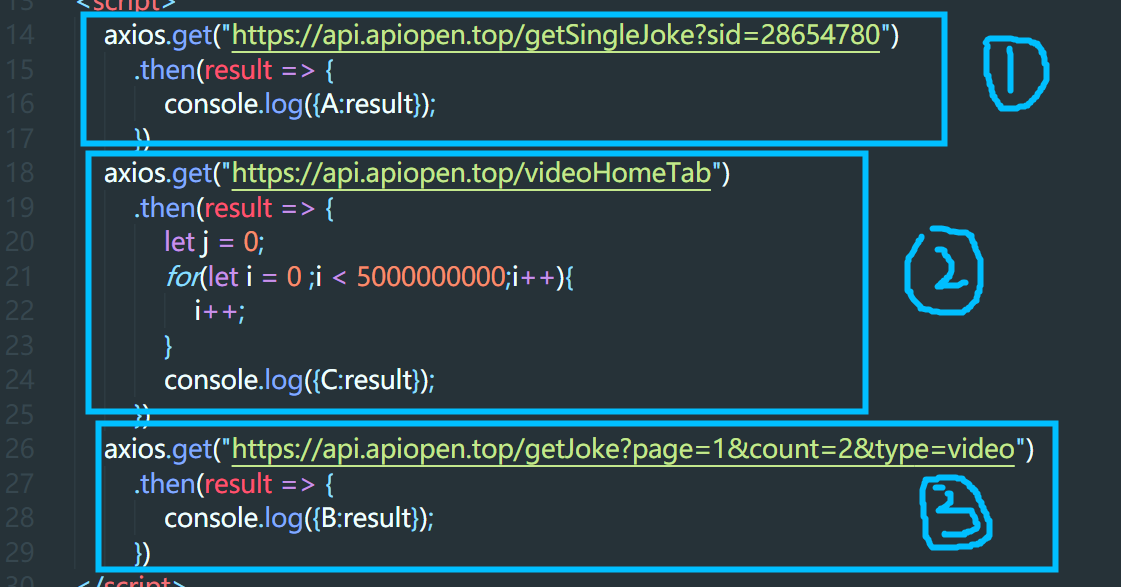 13 <script>
14 axios.get("https://api.apiopen.top/getSingleJoke?sid=28654780")
15 .then(result => {
16 console.log({A:result});
17 })
1
18 axios.get("https://api.apiopen.top/videoHomeTab")
19 .then(result => {
20 let j = 0;
21 for(let i = 0 ;i < 5000000000;i++){
22 i++;
23 }
24 console.log({C:result});
25 })
2
26 axios.get("https://api.apiopen.top/getJoke?page=1&count=2&type=video")
27 .then(result => {
28 console.log({B:result});
29 })
3
30 </script>